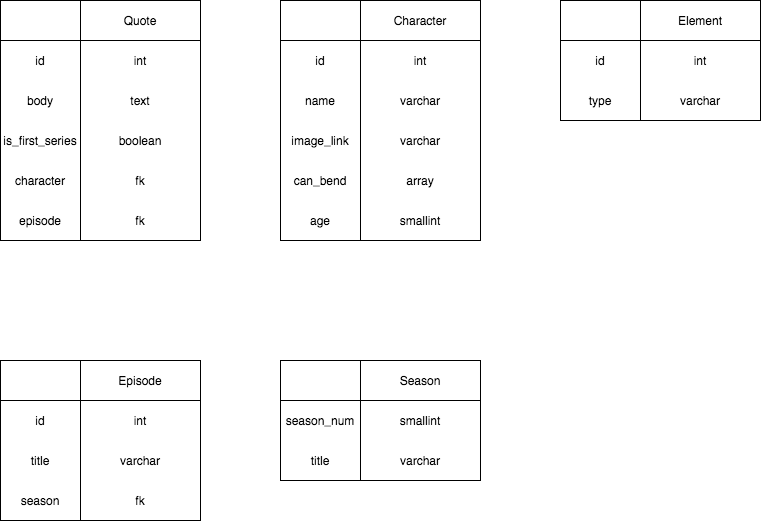 Quote
id int
body text
is_first_series boolean
character fk
episode fk
Character
id int
name varchar
image_link varchar
can_bend array
age smallint
Element
id int
type varchar
Episode
id int
title varchar
season fk
Season
season_num smallint
title varchar